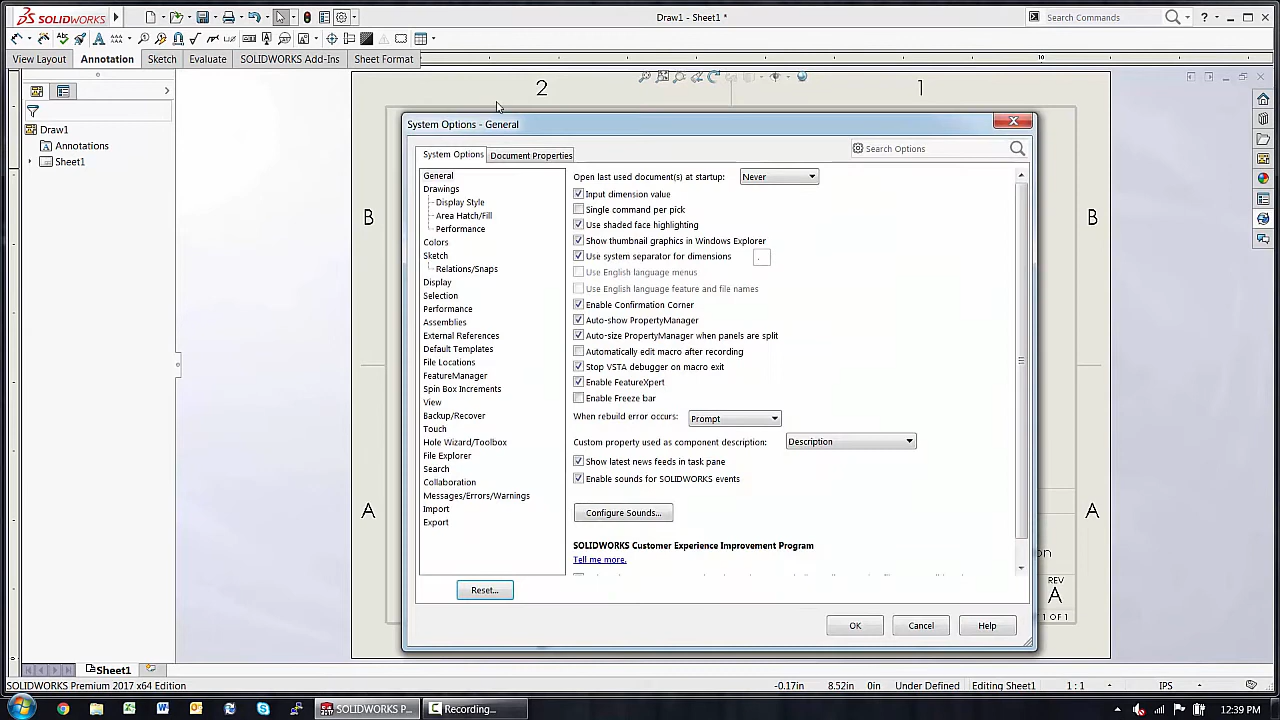 SOLIDWORKS
Draw1 - Sheet1 *
Search Commands
View Layout
Annotation
Sketch
Evaluate
SOLIDWORKS Add-Ins
Sheet Format
10
2
1
Draw1
Annotations
Sheet1
B
B
A
A
System Options - General
System Options
Document Properties
Search Options
General
Drawings
Display Style
Area Hatch/Fill
Performance
Colors
Sketch
Relations/Snaps
Display
Selection
Performance
Assemblies
External References
Default Templates
File Locations
FeatureManager
Spin Box Increments
View
Backup/Recover
Touch
Hole Wizard/Toolbox
File Explorer
Search
Collaboration
Messages/Errors/Warnings
Import
Export
Reset...
Open last used document(s) at startup: Never
Input dimension value
Single command per pick
Use shaded face highlighting
Show thumbnail graphics in Windows Explorer
Use system separator for dimensions .
Use English language menus
Use English language feature and file names
Enable Confirmation Corner
Auto-show PropertyManager
Auto-size PropertyManager when panels are split
Automatically edit macro after recording
Stop VSTA debugger on macro exit
Enable FeatureXpert
Enable Freeze bar
When rebuild error occurs: Prompt
Custom property used as component description: Description
Show latest news feeds in task pane
Enable sounds for SOLIDWORKS events
Configure Sounds...
SOLIDWORKS Customer Experience Improvement Program
Tell me more.
OK
Cancel
Help
on
REV
A
1 OF 1
Sheet1
SOLIDWORKS Premium 2017 x64 Edition
-0.17in
8.52in
0in
Under Defined
Editing Sheet1
1 : 1
IPS
SOLIDWORKS P...
Recording...
12:39 PM